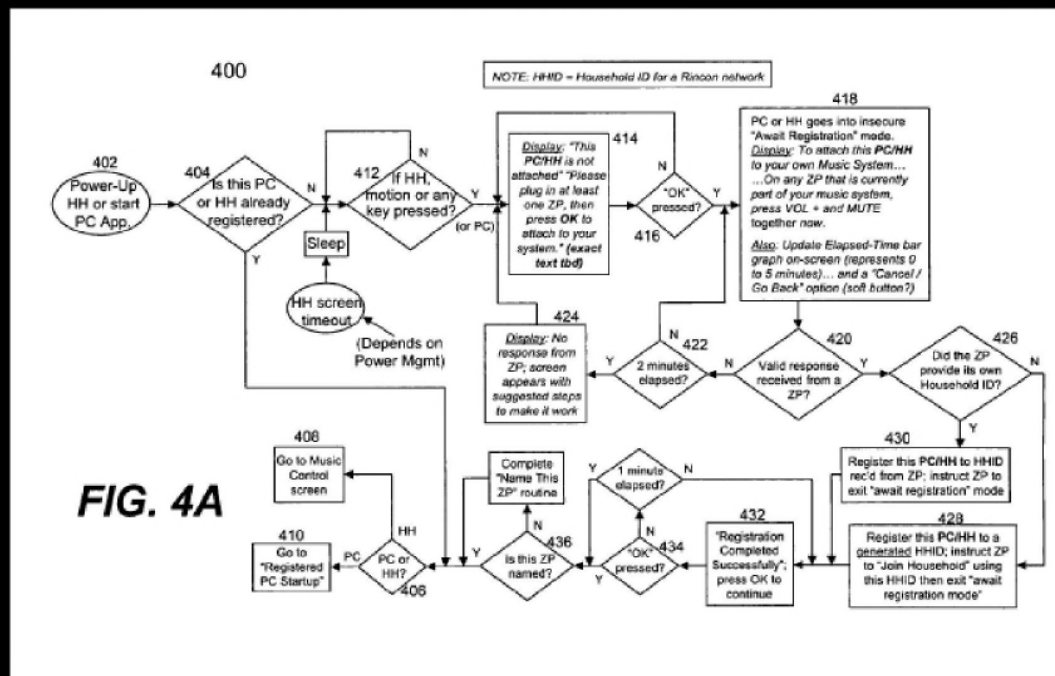 400
NOTE: HHID = Household ID for a Rincon network
402
Power-Up
HH or start
PC App.
404
Is this PC
or HH already
registered?
N
Y
Sleep
HH screen
timeout
(Depends on
Power Mgmt)
412
If HH,
motion or any
key pressed?
N
Y
(or PC)
414
Display: "This
PC/HH is not
attached" "Please
plug in at least
one ZP, then
press OK to
attach to your
system." (exact
text tbd)
N
"OK"
pressed?
416
Y
418
PC or HH goes into insecure
"Await Registration" mode.
Display: To attach this PC/HH
to your own Music System…
…On any ZP that is currently
part of your music system,
press VOL + and MUTE
together now.
Also: Update Elapsed-Time bar
graph on-screen (represents 0
to 5 minutes)… and a "Cancel /
Go Back" option (soft button?)
424
Display: No
response from
ZP; screen
appears with
suggested steps
to make it work
Y
N
422
2 minutes
elapsed?
N
420
Valid response
received from a
ZP?
Y
426
Did the ZP
provide its own
Household ID?
N
Y
430
Register this PC/HH to HHID
rec'd from ZP; instruct ZP to
exit "await registration" mode
428
Register this PC/HH to a
generated HHID; instruct ZP
to "Join Household" using
this HHID then exit "await
registration mode"
432
"Registration
Completed
Successfully";
press OK to
continue
Y
1 minute
elapsed?
N
"OK"
pressed?
434
N
Y
Complete
"Name This
ZP" routine
N
436
Is this ZP
named?
Y
408
Go to Music
Control
screen
HH
410
Go to
"Registered
PC Startup"
PC
PC or
HH?
406
FIG. 4A